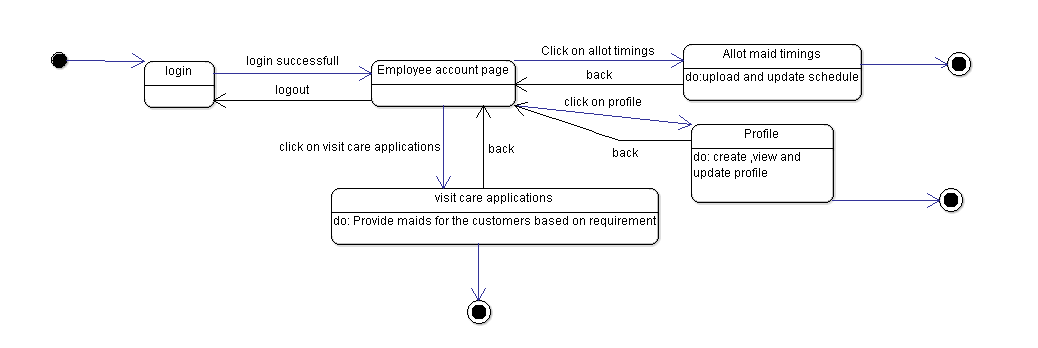 login
login successfull
logout
Employee account page
Click on allot timings
back
Allot maid timings
do:upload and update schedule
click on profile
back
Profile
do: create ,view and
update profile
click on visit care applications
back
visit care applications
do: Provide maids for the customers based on requirement